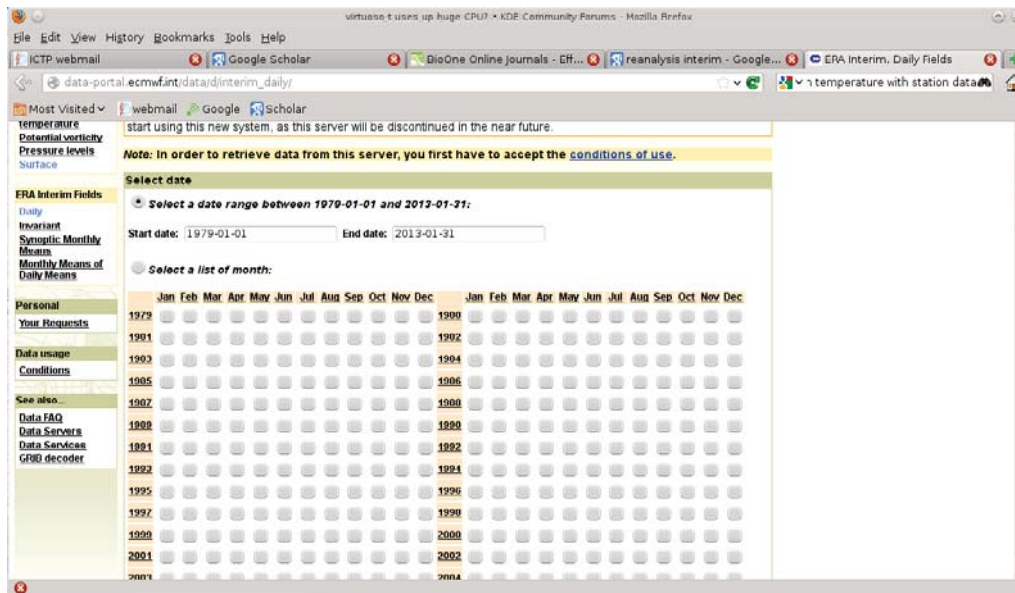 virtuoso-t uses up huge CPU? • KDE Community Forums - Mozilla Firefox
File Edit View History Bookmarks Tools Help
ICTP webmail
Google Scholar
BioOne Online Journals - Eff...
reanalysis interim - Google...
ERA Interim, Daily Fields
data-portal.ecmwf.int/data/d/interim_daily/
n temperature with station data
Most Visited
webmail
Google
Scholar
temperature
Potential vorticity
Pressure levels
Surface
ERA Interim Fields
Daily
Invariant
Synoptic Monthly
Means
Monthly Means of
Daily Means
Personal
Your Requests
Data usage
Conditions
See also...
Data FAQ
Data Servers
Data Services
GRIB decoder
start using this new system, as this server will be discontinued in the near future.
Note: In order to retrieve data from this server, you first have to accept the conditions of use.
Select date
Select a date range between 1979-01-01 and 2013-01-31:
Start date: 1979-01-01 End date: 2013-01-31
Select a list of month:
Jan Feb Mar Apr May Jun Jul Aug Sep Oct Nov Dec Jan Feb Mar Apr May Jun Jul Aug Sep Oct Nov Dec
1979 1980
1981 1982
1983 1984
1985 1986
1987 1988
1989 1990
1991 1992
1993 1994
1995 1996
1997 1998
1999 2000
2001 2002
2003 2004